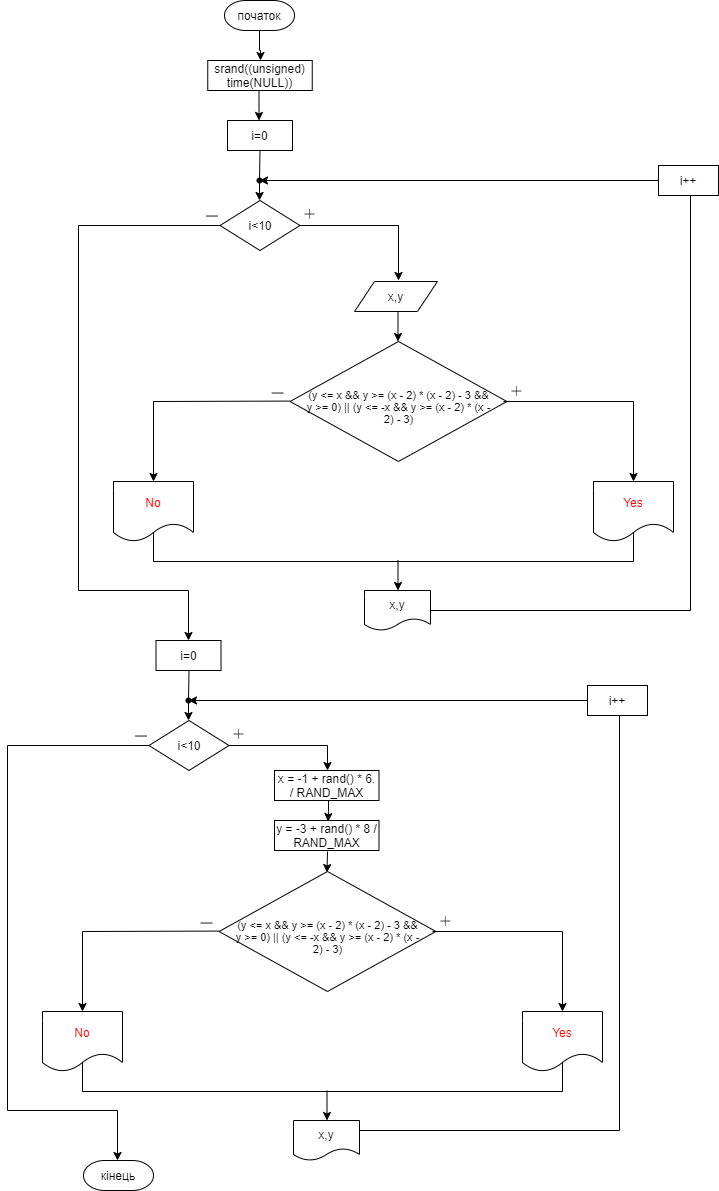 початок
srand((unsigned)
time(NULL))
i=0
i++
i<10
x,y
(y <= x && y >= (x - 2) * (x - 2) - 3 &&
y >= 0) || (y <= -x && y >= (x - 2) * (x -
2) - 3)
No
Yes
x,y
i=0
i++
i<10
x = -1 + rand() * 6.
/ RAND_MAX
y = -3 + rand() * 8 /
RAND_MAX
(y <= x && y >= (x - 2) * (x - 2) - 3 &&
y >= 0) || (y <= -x && y >= (x - 2) * (x -
2) - 3)
No
Yes
x,y
кінець